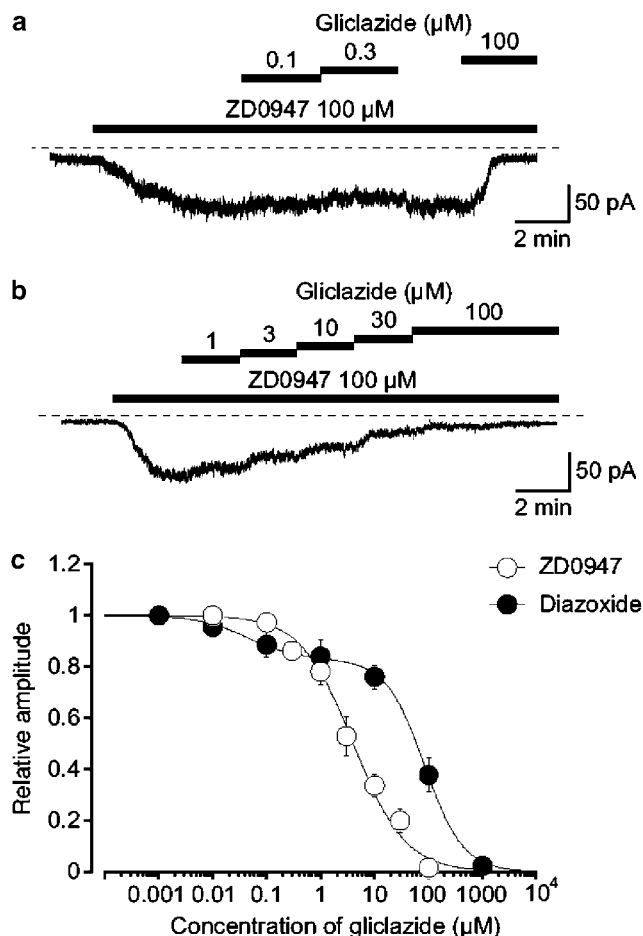 a
Gliclazide (µM)
0.1 0.3 100
ZD0947 100 µM
50 pA
2 min
b
Gliclazide (µM)
1 3 10 30 100
ZD0947 100 µM
50 pA
2 min
c
1.2
1
0.8
0.6
0.4
0.2
0
Relative amplitude
ZD0947
Diazoxide
0.001 0.01 0.1 1 10 100 1000 10⁴
Concentration of gliclazide (µM)